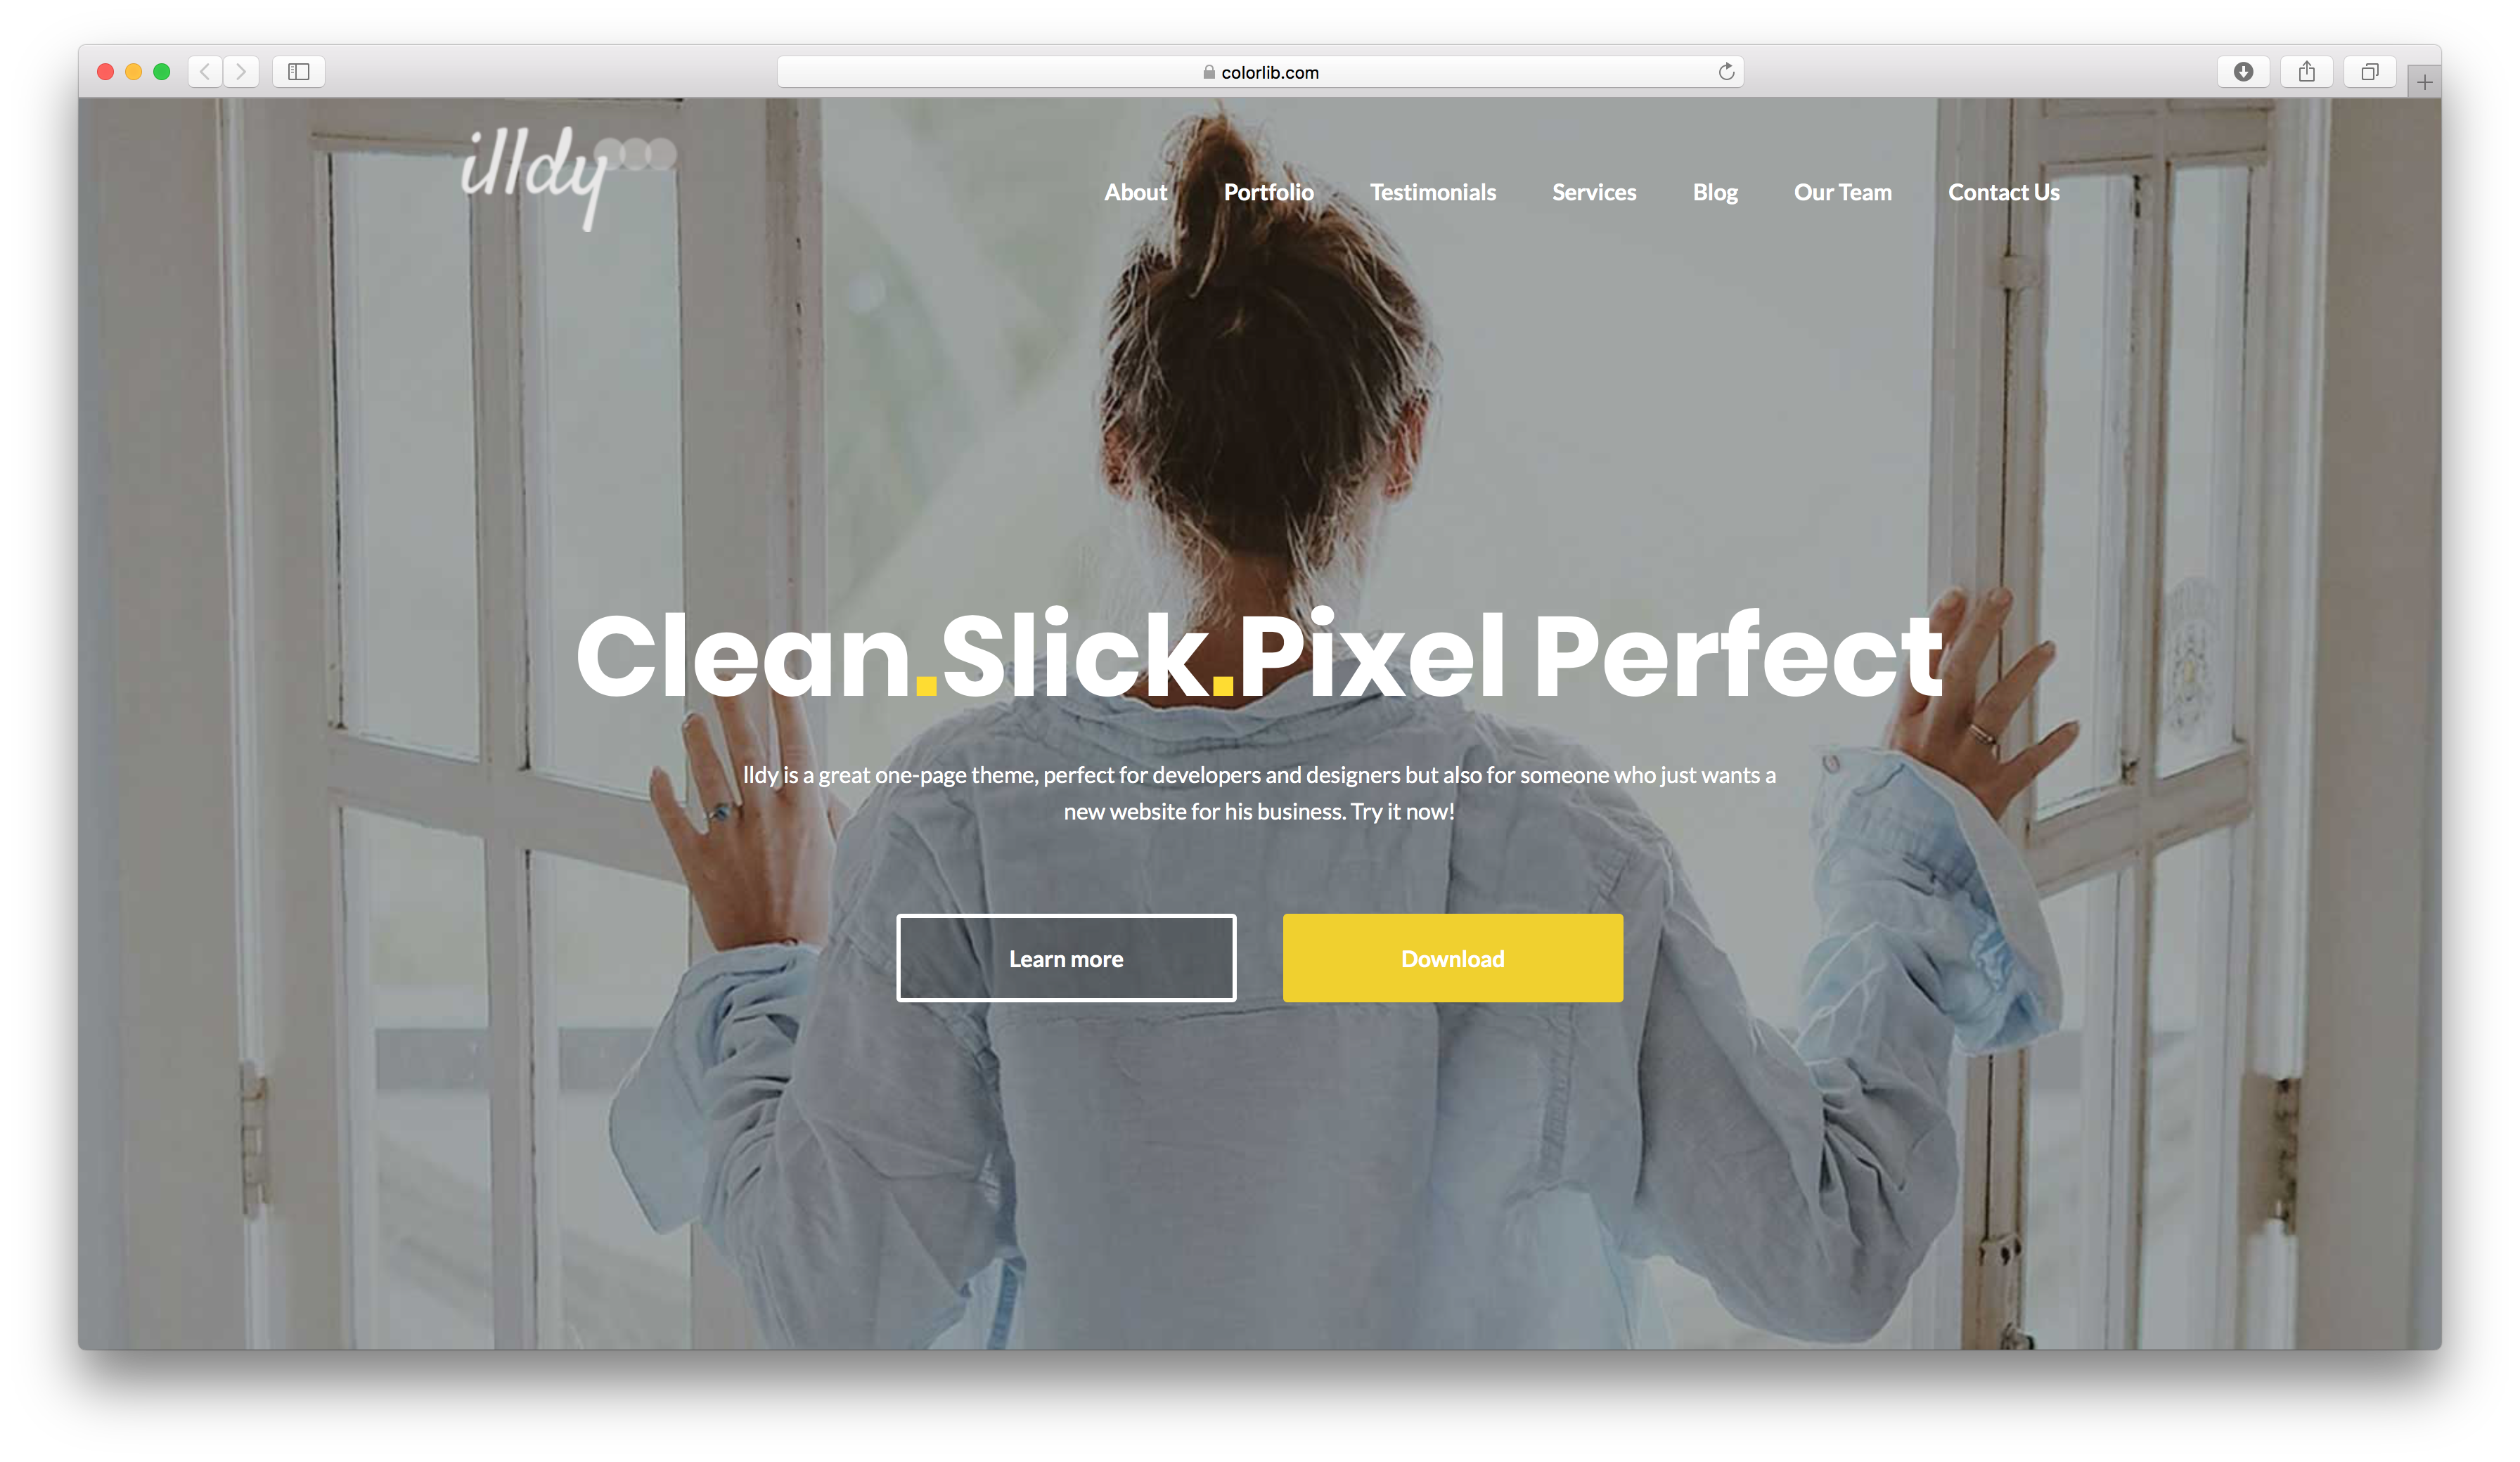 colorlib.com
illdy
About Portfolio Testimonials Services Blog Our Team Contact Us
Clean.Slick.Pixel Perfect
lldy is a great one-page theme, perfect for developers and designers but also for someone who just wants a
new website for his business. Try it now!
Learn more Download